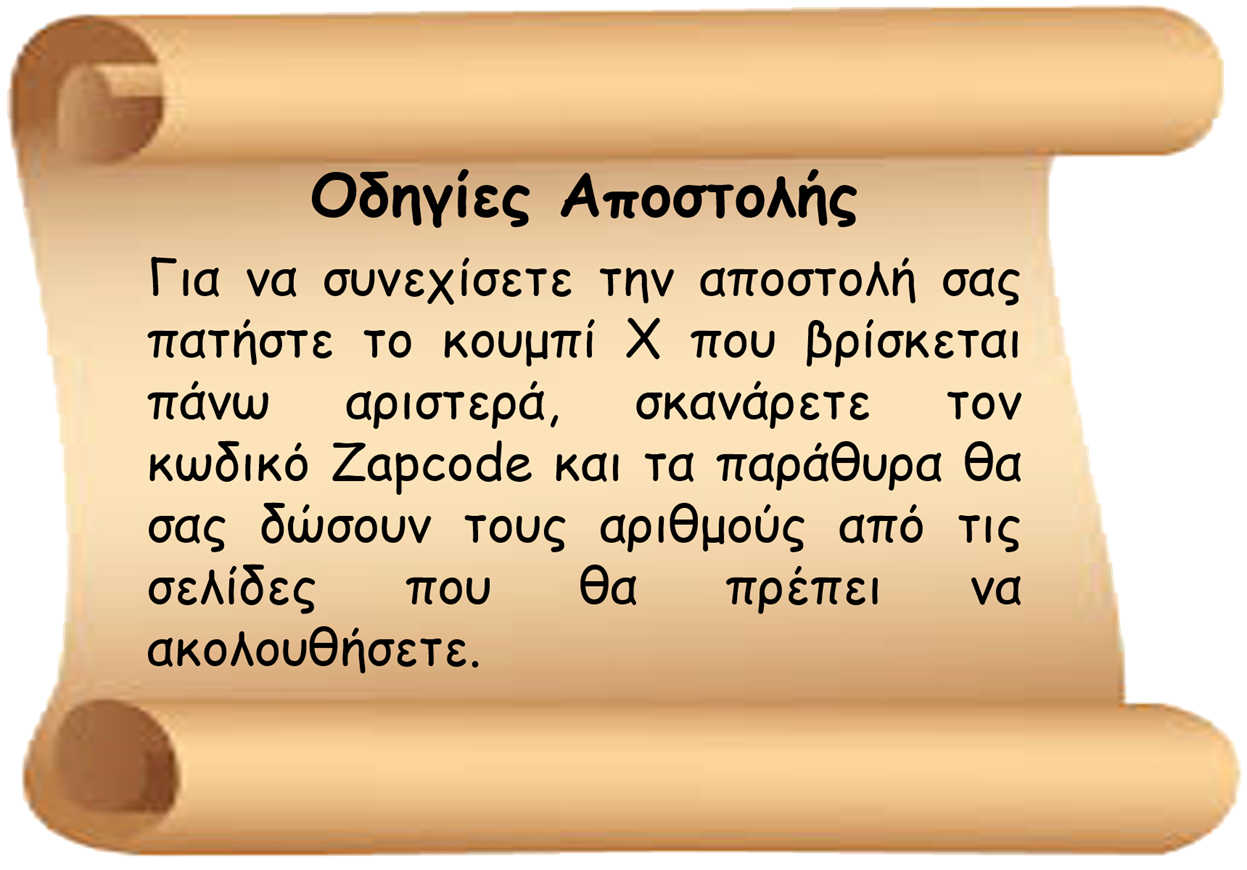 Οδηγίες Αποστολής
Για να συνεχίσετε την αποστολή σας
πατήστε το κουμπί Χ που βρίσκεται
πάνω αριστερά, σκανάρετε τον
κωδικό Zapcode και τα παράθυρα θα
σας δώσουν τους αριθμούς από τις
σελίδες που θα πρέπει να
ακολουθήσετε.